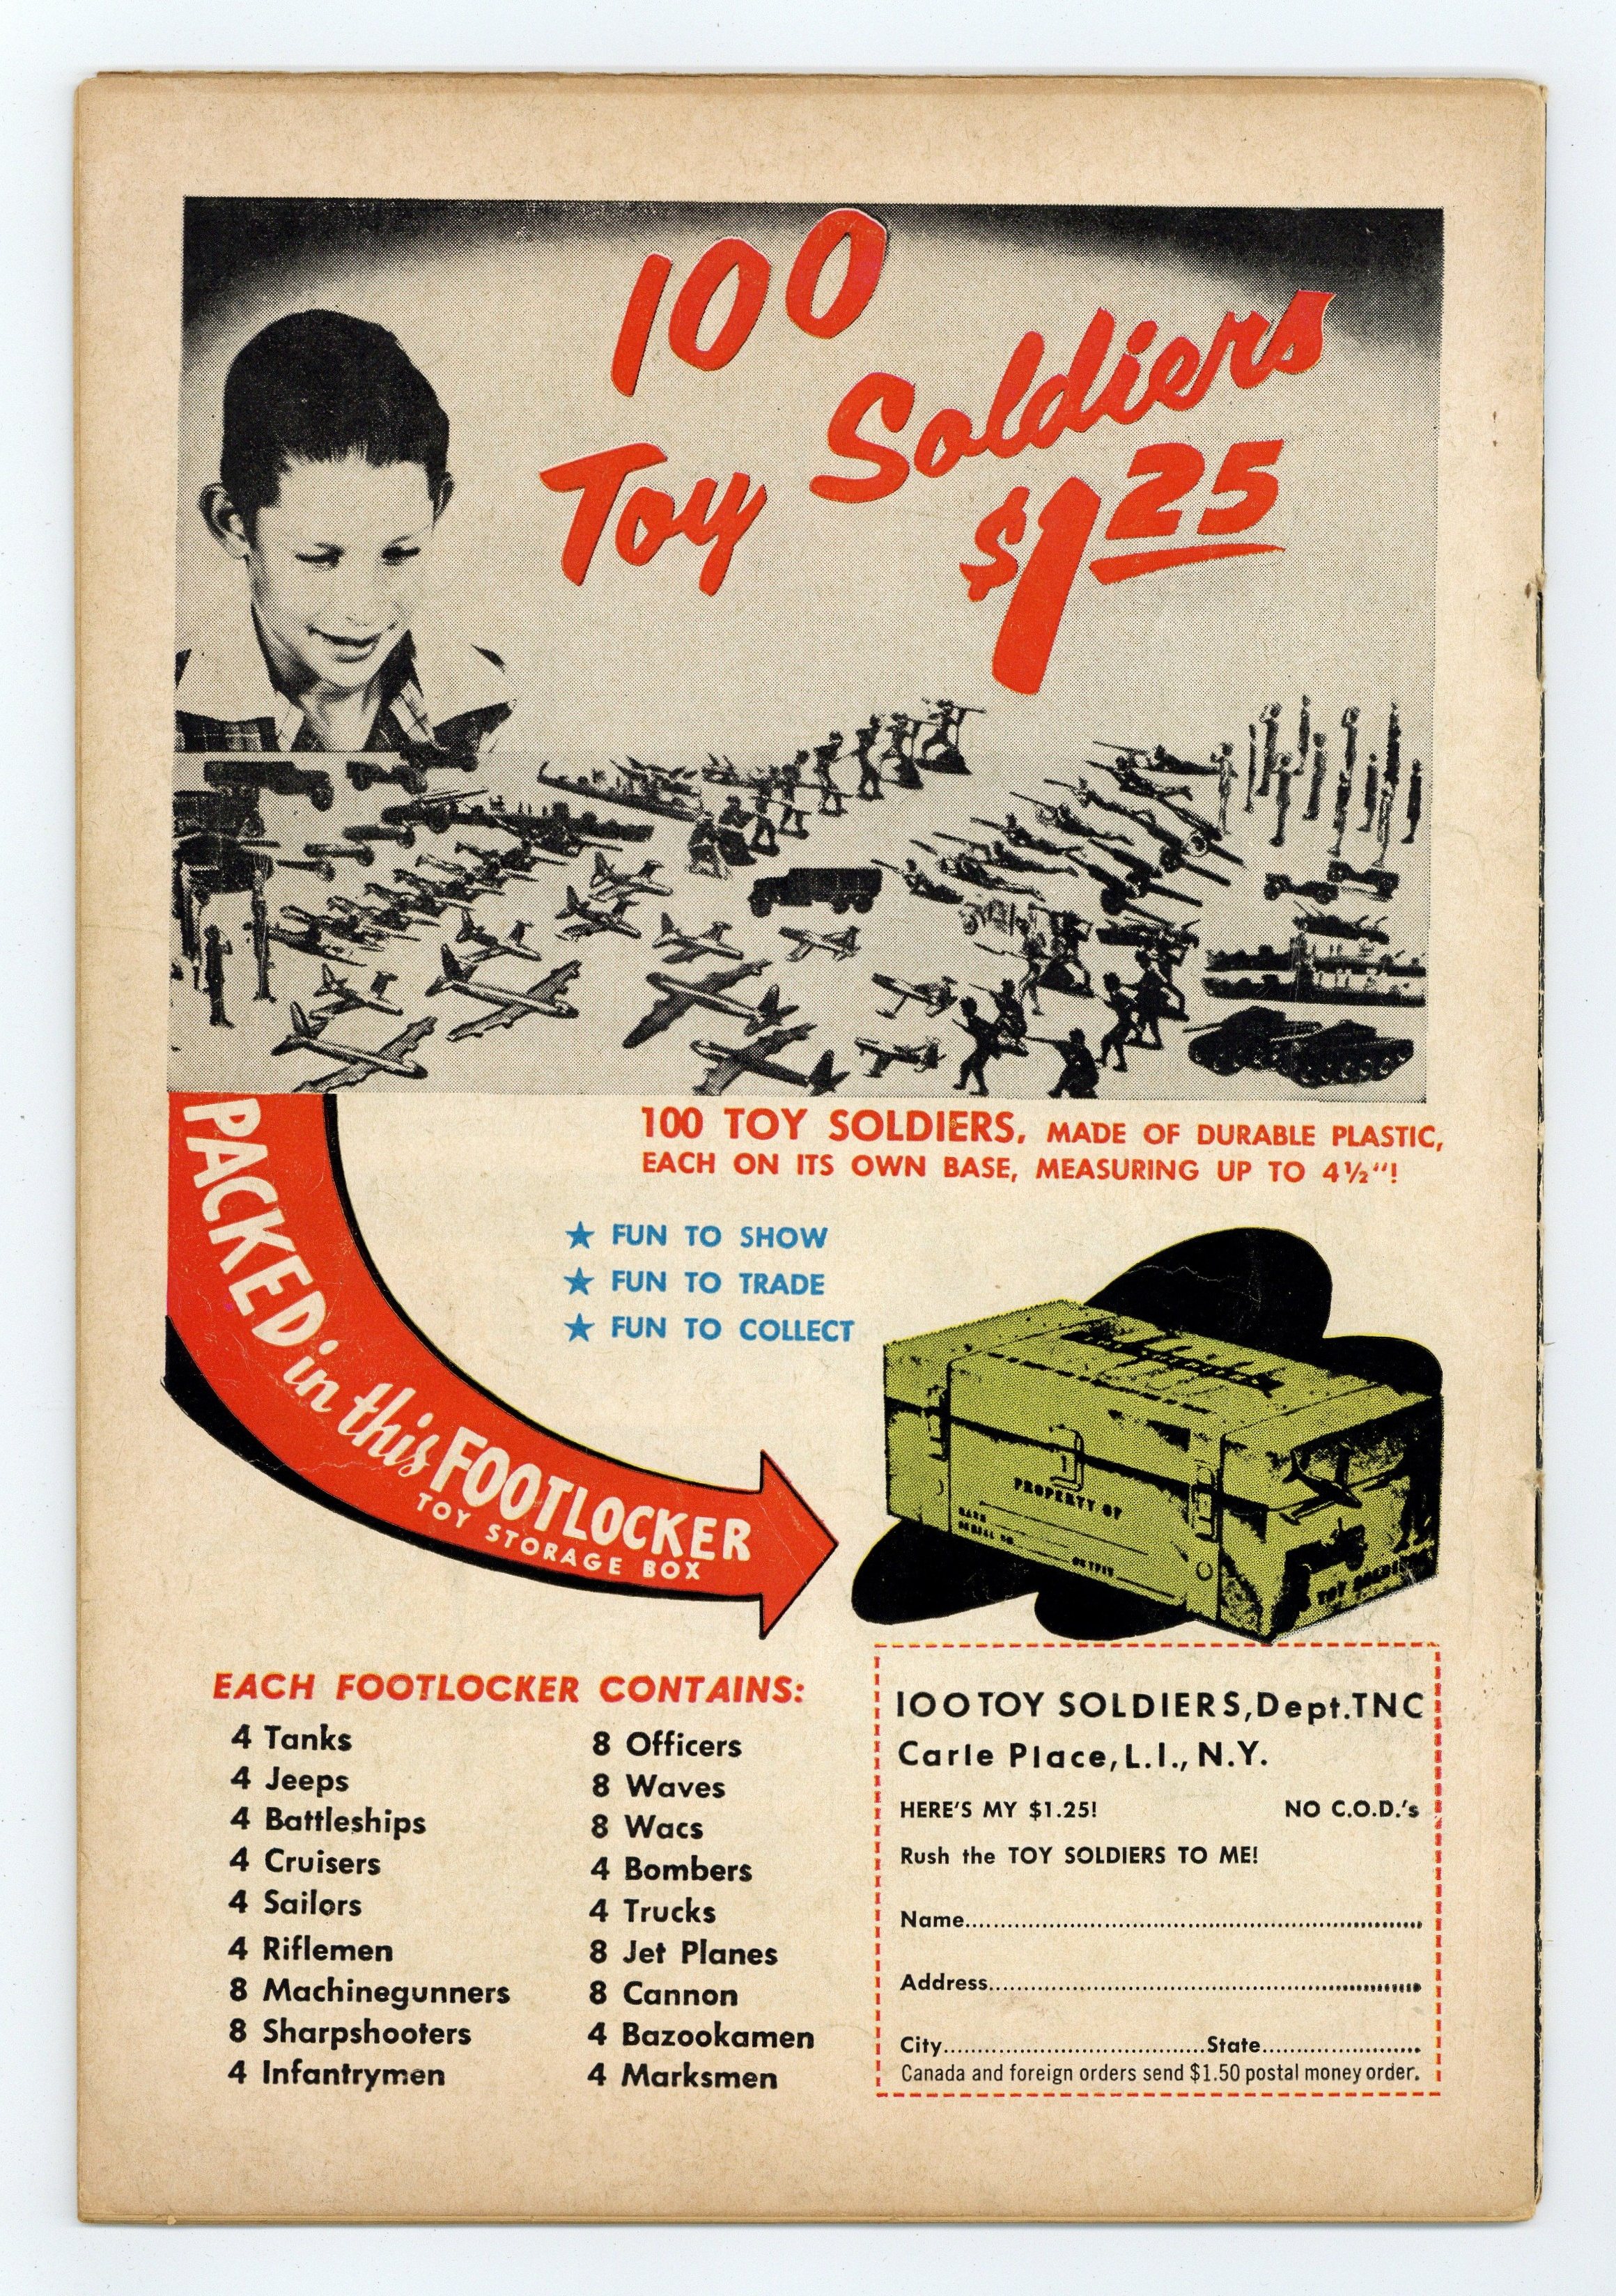 100
Toy Soldiers
$1 25
100 TOY SOLDIERS, MADE OF DURABLE PLASTIC,
EACH ON ITS OWN BASE, MEASURING UP TO 4½"!
★ FUN TO SHOW
★ FUN TO TRADE
★ FUN TO COLLECT
PACKED in this FOOTLOCKER
TOY STORAGE BOX
PROPERTY OF
NAME
SERIAL NO.
TOY SOLDIERS
EACH FOOTLOCKER CONTAINS:
4 Tanks
4 Jeeps
4 Battleships
4 Cruisers
4 Sailors
4 Riflemen
8 Machinegunners
8 Sharpshooters
4 Infantrymen
8 Officers
8 Waves
8 Wacs
4 Bombers
4 Trucks
8 Jet Planes
8 Cannon
4 Bazookamen
4 Marksmen
100 TOY SOLDIERS, Dept. TNC
Carle Place, L.I., N.Y.
HERE'S MY $1.25! NO C.O.D.'s
Rush the TOY SOLDIERS TO ME!
Name
Address
City State
Canada and foreign orders send $1.50 postal money order.